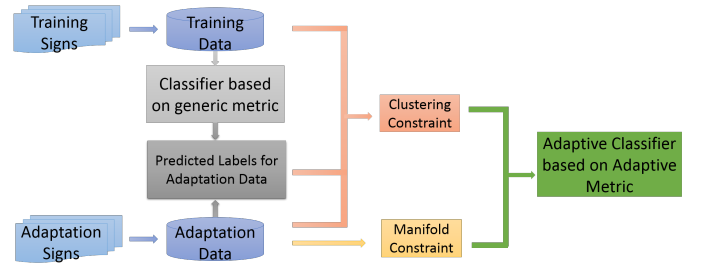 Training
Signs
Training
Data
Classifier based
on generic metric
Clustering
Constraint
Predicted Labels for
Adaptation Data
Adaptive Classifier
based on Adaptive
Metric
Adaptation
Signs
Adaptation
Data
Manifold
Constraint